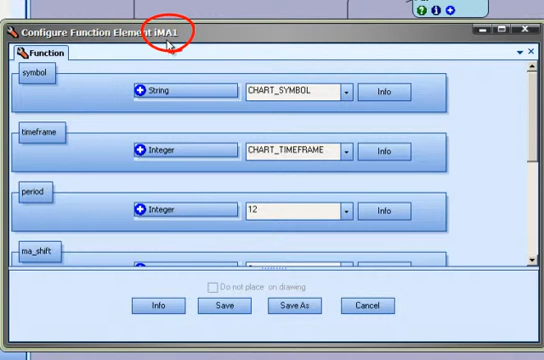 Configure Function Element iMA1
Function
symbol
String CHART_SYMBOL Info
timeframe
Integer CHART_TIMEFRAME Info
period
Integer 12 Info
ma_shift
Do not place on drawing
Info Save Save As Cancel